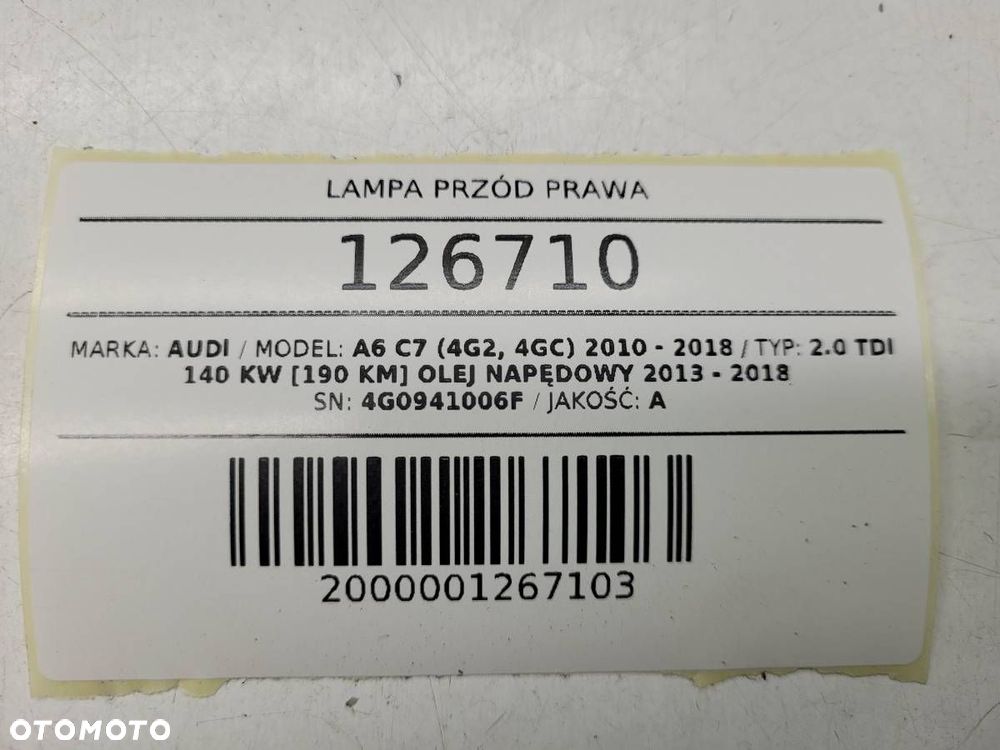 LAMPA PRZÓD PRAWA
126710
MARKA: AUDI / MODEL: A6 C7 (4G2, 4GC) 2010 - 2018 / TYP: 2.0 TDI
140 KW [190 KM] OLEJ NAPĘDOWY 2013 - 2018
SN: 4G0941006F / JAKOŚĆ: A
2000001267103
OTOMOTO